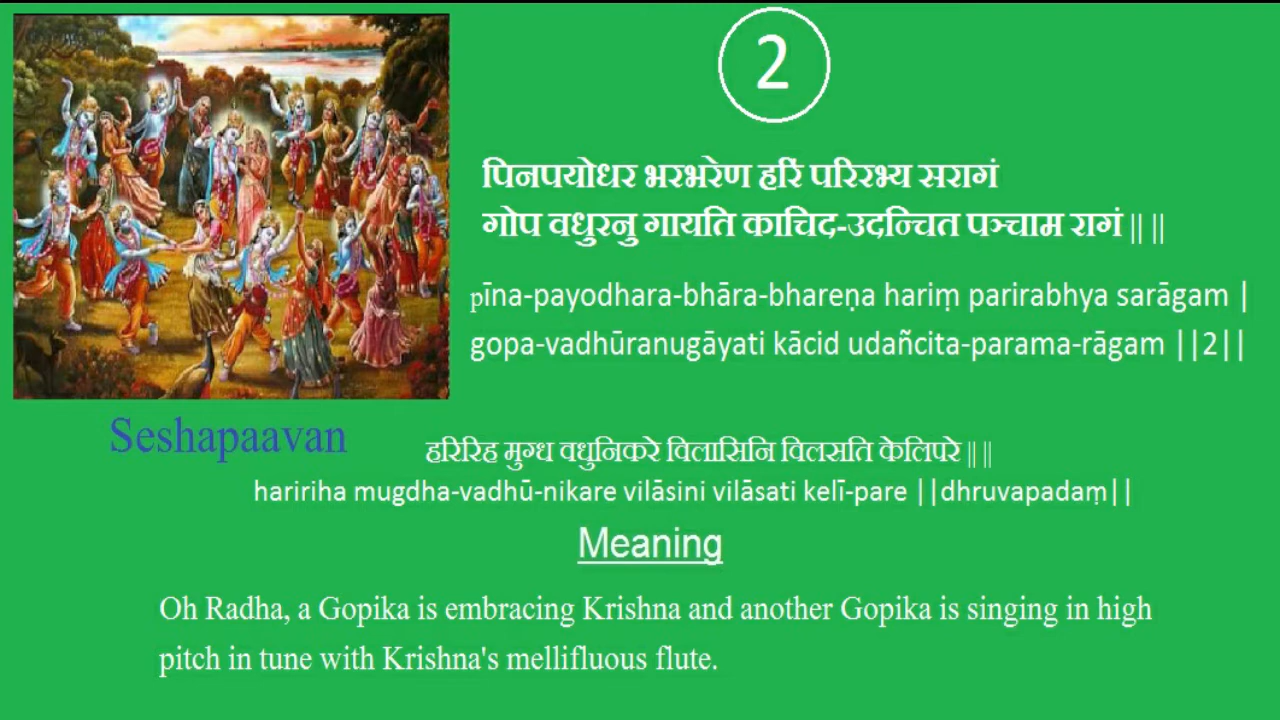 2
पिनपयोधर भरभरेण हरिं परिरभ्य सरागं
गोप वधुरनु गायति काचिद-उदन्चित पञ्चाम रागं || ||
pīna-payodhara-bhāra-bhareṇa hariṃ parirabhya sarāgam |
gopa-vadhūranugāyati kācid udañcita-parama-rāgam ||2||
Seshapaavan
हरिरिह मुग्ध वधुनिकरे विलासिनि विलसति केलिपरे || ||
haririha mugdha-vadhū-nikare vilāsini vilāsati kelī-pare ||dhruvapadaṃ||
Meaning
Oh Radha, a Gopika is embracing Krishna and another Gopika is singing in high
pitch in tune with Krishna's mellifluous flute.